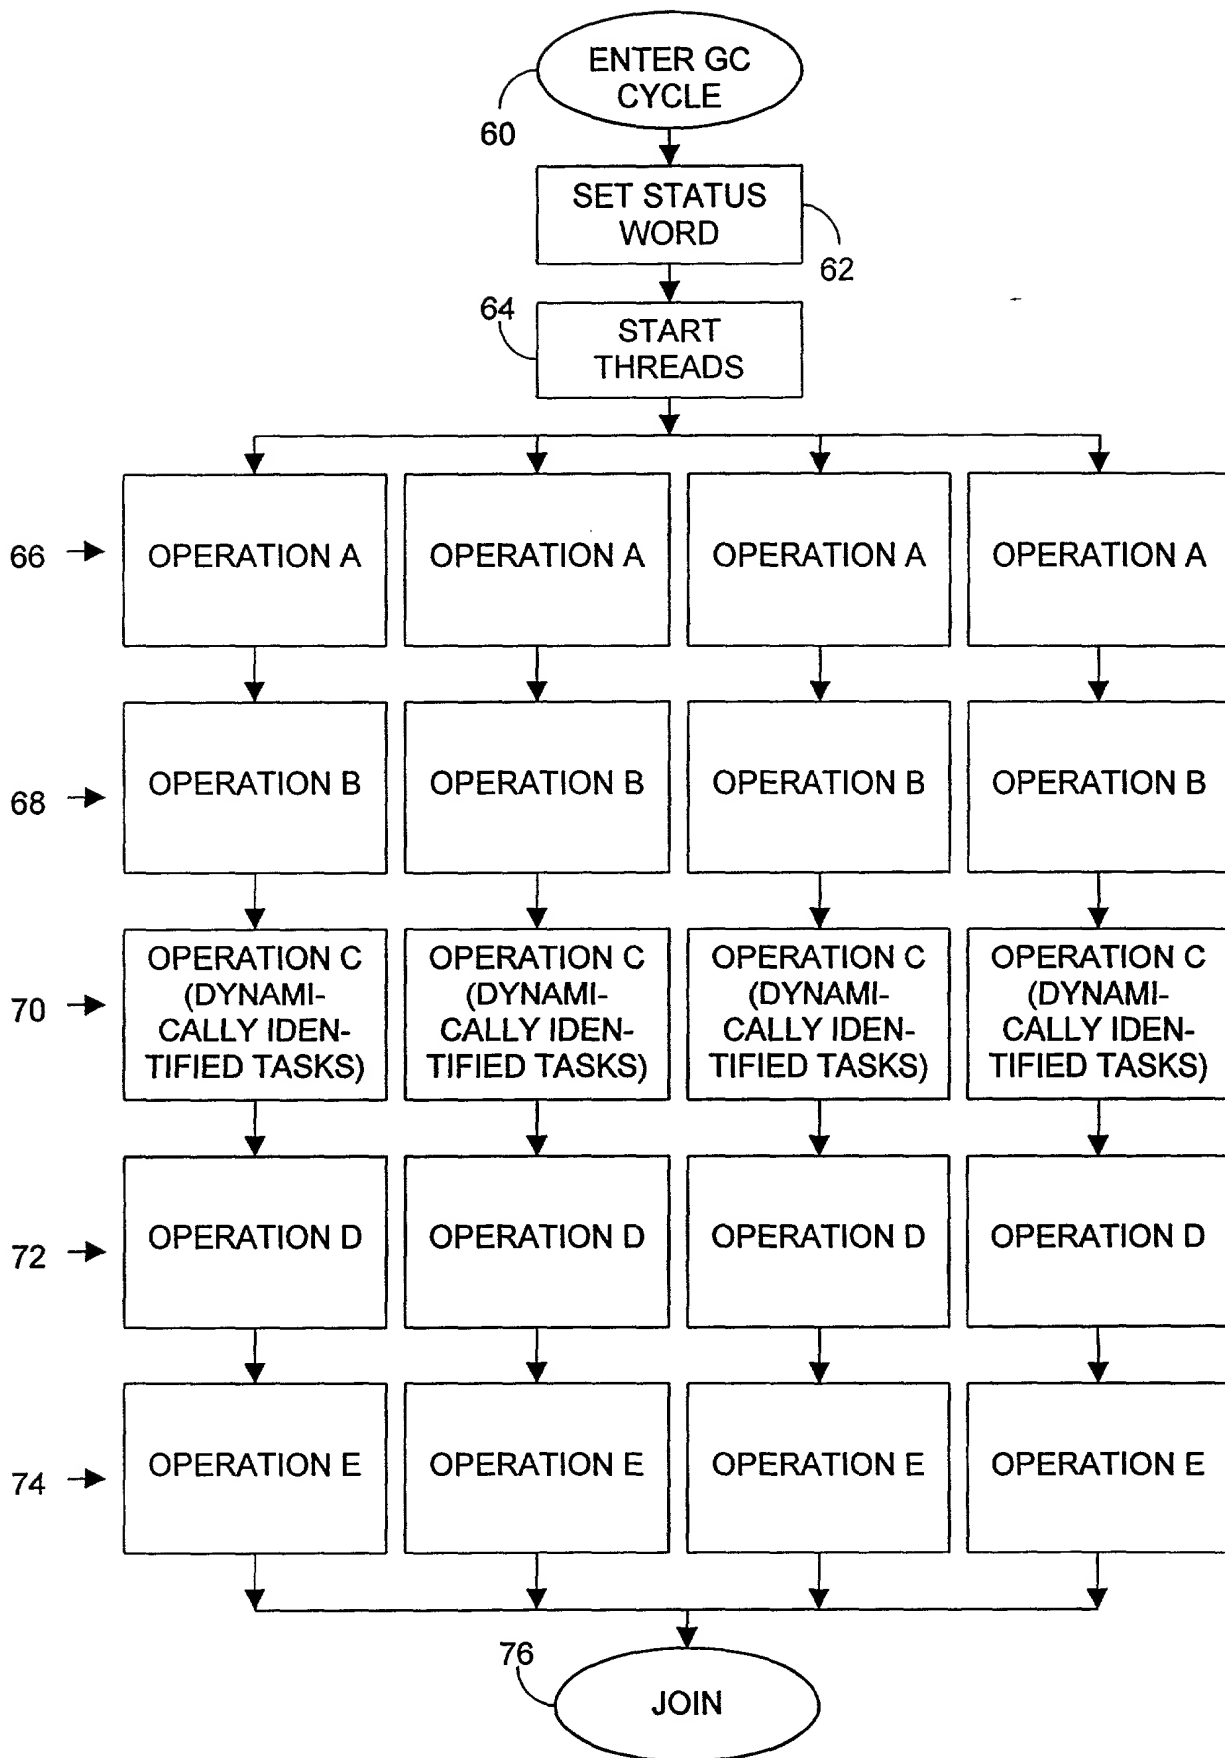 ENTER GC
CYCLE
60
SET STATUS
WORD
62
64
START
THREADS
66
OPERATION A
OPERATION A
OPERATION A
OPERATION A
68
OPERATION B
OPERATION B
OPERATION B
OPERATION B
70
OPERATION C
(DYNAMI-
CALLY IDEN-
TIFIED TASKS)
OPERATION C
(DYNAMI-
CALLY IDEN-
TIFIED TASKS)
OPERATION C
(DYNAMI-
CALLY IDEN-
TIFIED TASKS)
OPERATION C
(DYNAMI-
CALLY IDEN-
TIFIED TASKS)
72
OPERATION D
OPERATION D
OPERATION D
OPERATION D
74
OPERATION E
OPERATION E
OPERATION E
OPERATION E
76
JOIN